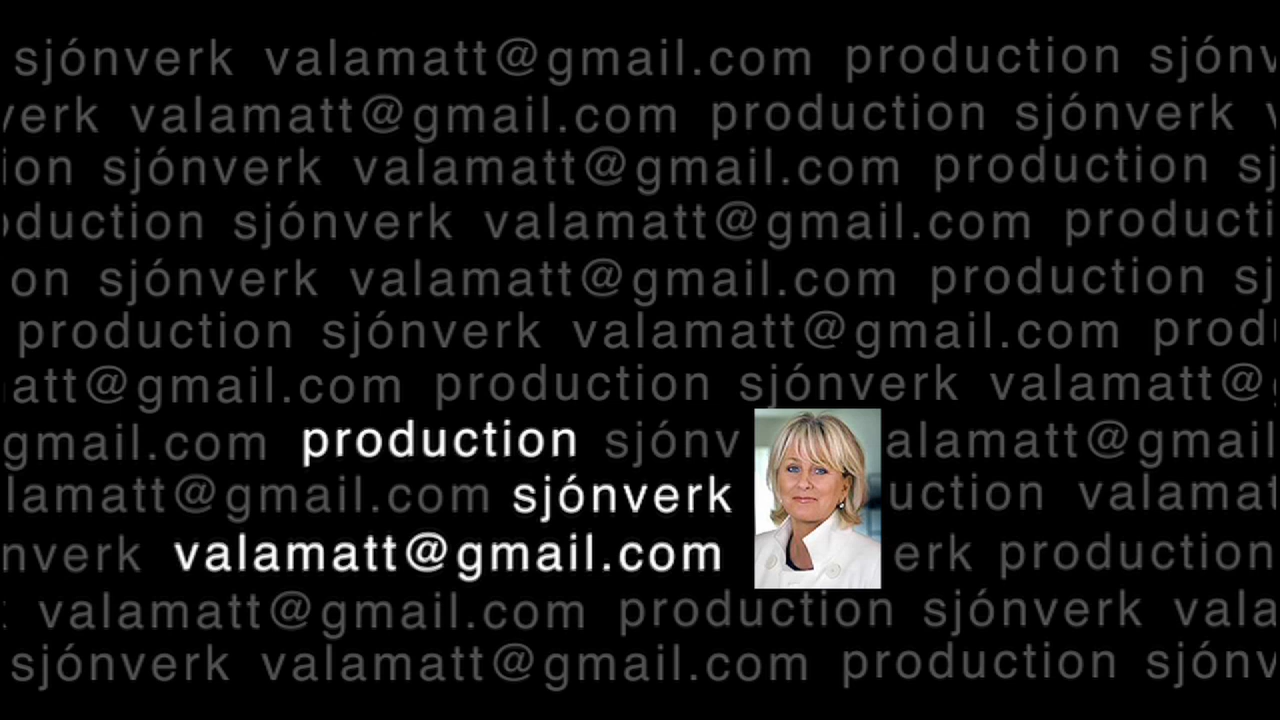 sjónverk valamatt@gmail.com production sjónv
verk valamatt@gmail.com production sjónverk v
ion sjónverk valamatt@gmail.com production sj
oduction sjónverk valamatt@gmail.com producti
on sjónverk valamatt@gmail.com production sj
production sjónverk valamatt@gmail.com prod
att@gmail.com production sjónverk valamatt@
gmail.com production sjónv alamatt@gmail
lamatt@gmail.com sjónverk uction valamat
nverk valamatt@gmail.com erk production
valamatt@gmail.com production sjónverk vala
sjónverk valamatt@gmail.com production sjónv